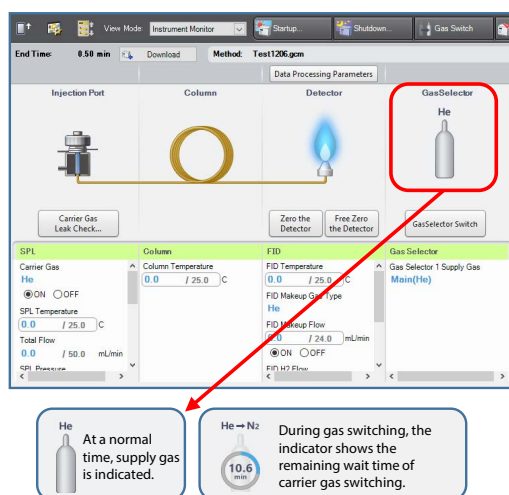 View Mode: Instrument Monitor Startup... Shutdown... Gas Switch
End Time: 0.50 min Download Method: Test1206.gcm
Data Processing Parameters
Injection Port Column Detector GasSelector
He
Carrier Gas
Leak Check...
Zero the
Detector
Free Zero
the Detector
GasSelector Switch
SPL Column FID Gas Selector
Carrier Gas
He
ON OFF
SPL Temperature
0.0 / 25.0 C
Total Flow
0.0 / 50.0 mL/min
SPL Pressure
Column Temperature
0.0 / 25.0 C
FID Temperature
0.0 / 25.0 C
FID Makeup Gas Type
He
FID Makeup Flow
0.0 / 24.0 mL/min
ON OFF
FID H2 Flow
Gas Selector 1 Supply Gas
Main(He)
He
At a normal
time, supply gas
is indicated.
He → N2
10.6
min
During gas switching, the
indicator shows the
remaining wait time of
carrier gas switching.